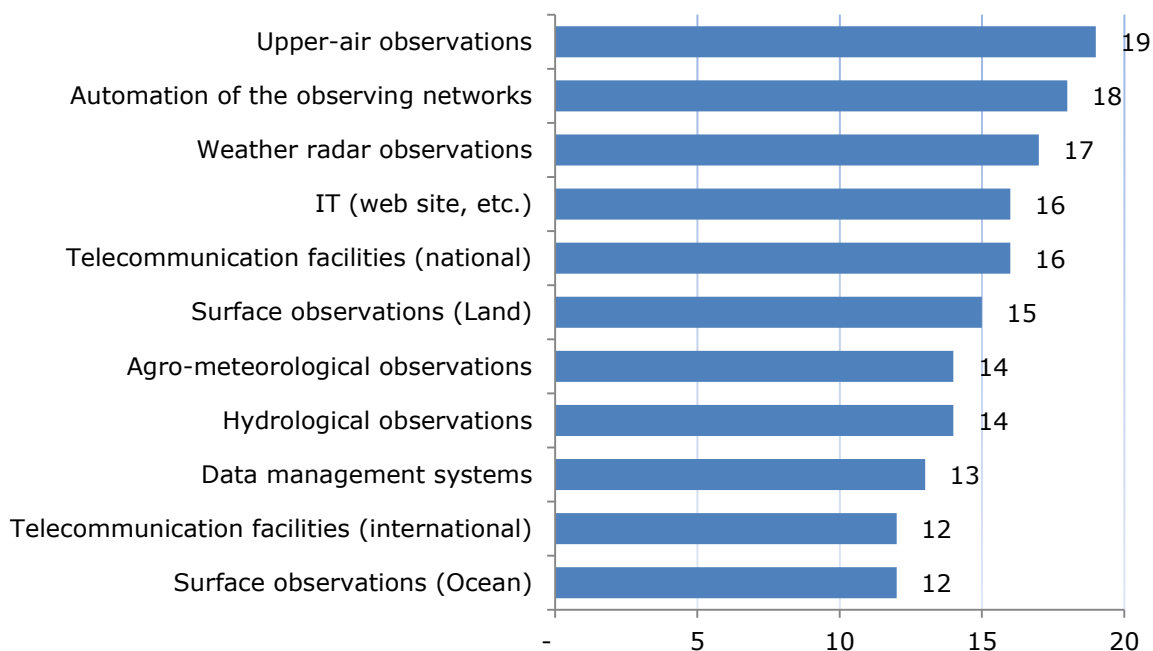 Upper-air observations 19
Automation of the observing networks 18
Weather radar observations 17
IT (web site, etc.) 16
Telecommunication facilities (national) 16
Surface observations (Land) 15
Agro-meteorological observations 14
Hydrological observations 14
Data management systems 13
Telecommunication facilities (international) 12
Surface observations (Ocean) 12
- 5 10 15 20